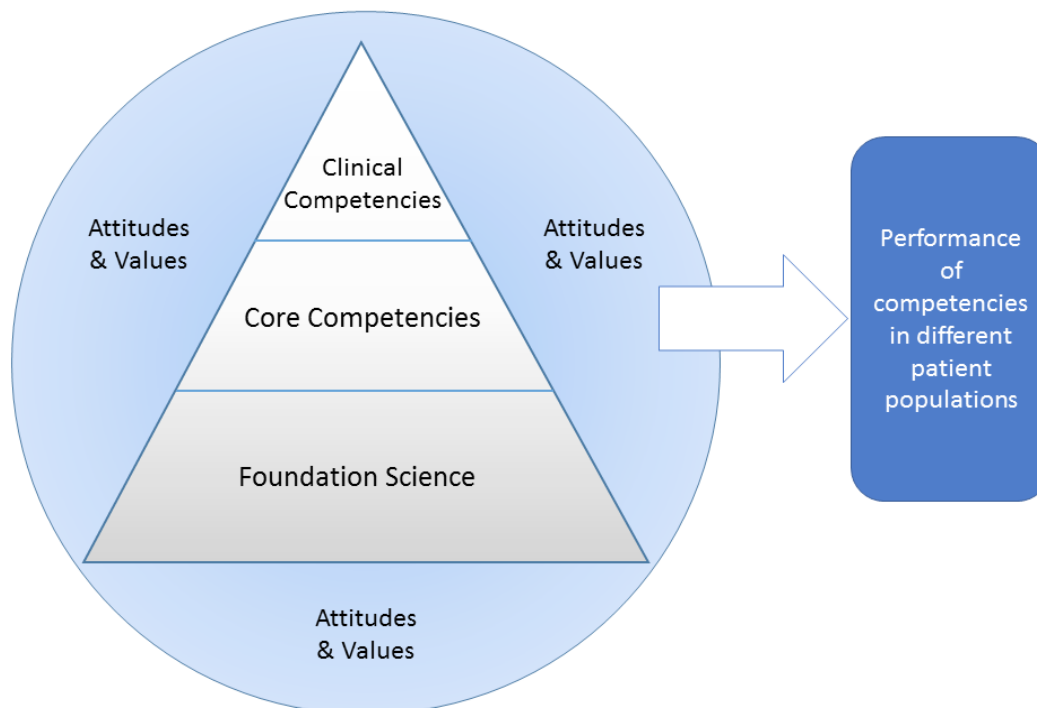 Clinical
Competencies
Attitudes
& Values
Attitudes
& Values
Core Competencies
Foundation Science
Attitudes
& Values
Performance
of
competencies
in different
patient
populations